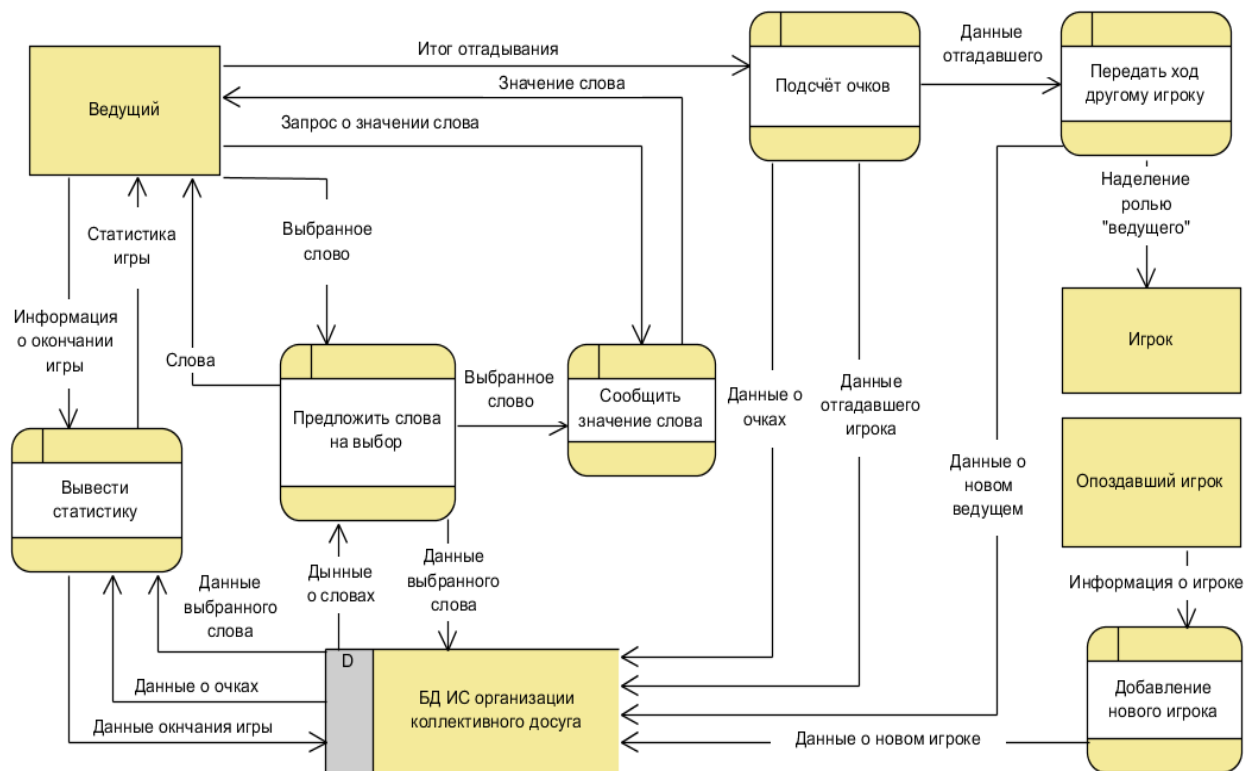 Ведущий
Итог отгадывания
Значение слова
Запрос о значении слова
Подсчёт очков
Данные
отгадавшего
Передать ход
другому игроку
Наделение
ролью
"ведущего"
Статистика
игры
Выбранное
слово
Информация
о окончании
игры
Слова
Игрок
Предложить слова
на выбор
Выбранное
слово
Сообщить
значение слова
Данные о
очках
Данные
отгадавшего
игрока
Данные о
новом
ведущем
Опоздавший игрок
Вывести
статистику
Данные
выбранного
слова
Дынные
о словах
Данные
выбранного
слова
Информация о игроке
D
БД ИС организации
коллективного досуга
Данные о очках
Данные окнчания игры
Данные о новом игроке
Добавление
нового игрока